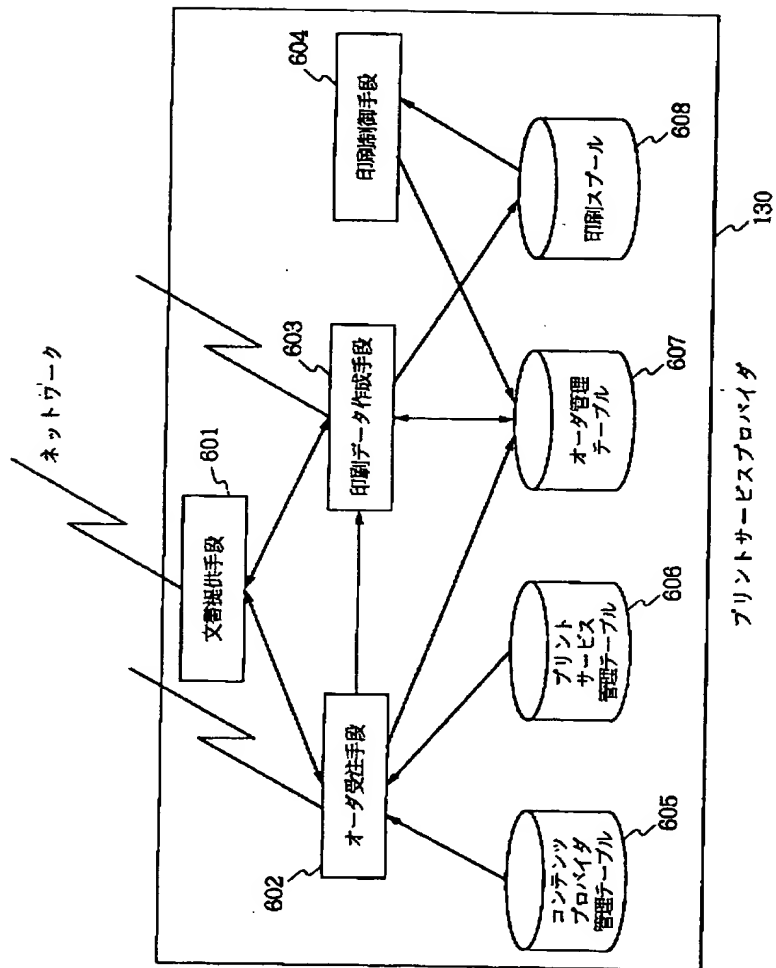 ネットワーク
601
文書提供手段
602
オーダ受注手段
603
印刷データ作成手段
604
印刷制御手段
コンテンツ
プロバイダ
管理テーブル
605
プリント
サービス
管理テーブル
606
オーダ管理
テーブル
607
印刷スプール
608
130
プリントサービスプロバイダ